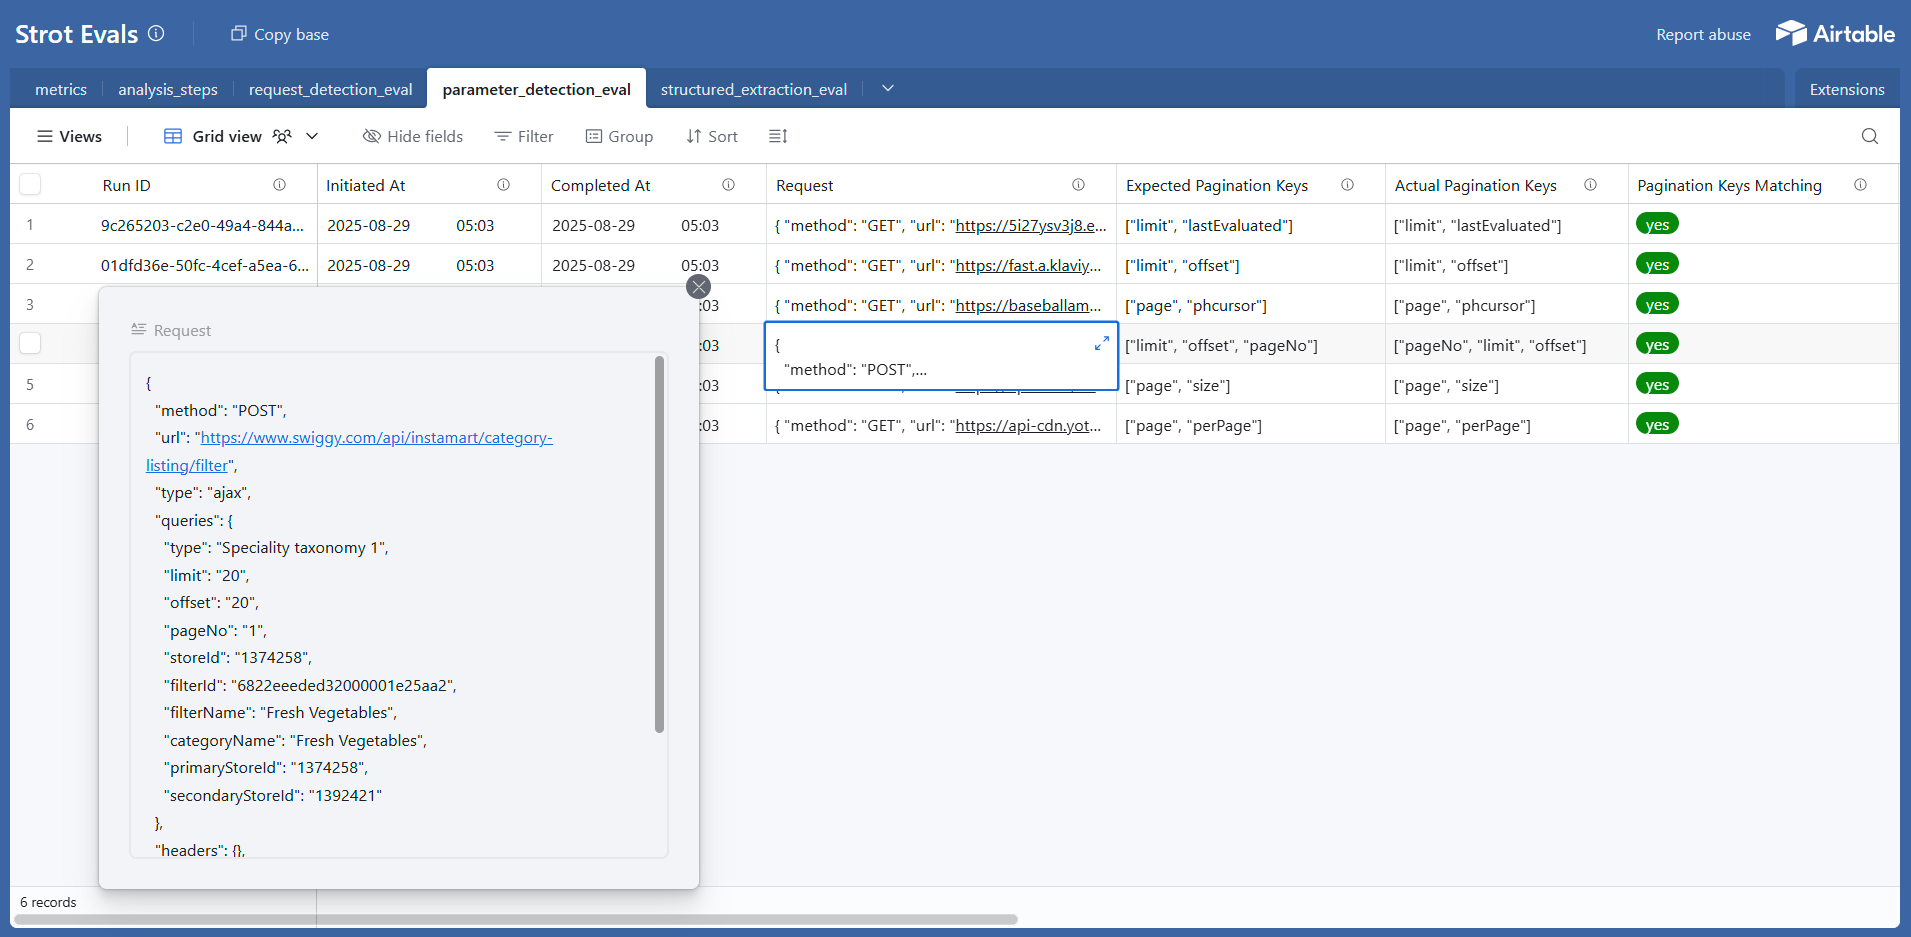 Strot Evals
Copy base
Report abuse
Airtable
metrics
analysis_steps
request_detection_eval
parameter_detection_eval
structured_extraction_eval
Extensions
Views
Grid view
Hide fields
Filter
Group
Sort
Run ID Initiated At Completed At Request Expected Pagination Keys Actual Pagination Keys Pagination Keys Matching
1 9c265203-c2e0-49a4-844a... 2025-08-29 05:03 2025-08-29 05:03 { "method": "GET", "url": "https://5i27ysv3j8.e... ["limit", "lastEvaluated"] ["limit", "lastEvaluated"] yes
2 01dfd36e-50fc-4cef-a5ea-6... 2025-08-29 05:03 2025-08-29 05:03 { "method": "GET", "url": "https://fast.a.klaviy... ["limit", "offset"] ["limit", "offset"] yes
3 :03 { "method": "GET", "url": "https://baseballam... ["page", "phcursor"] ["page", "phcursor"] yes
:03 { ["limit", "offset", "pageNo"] ["pageNo", "limit", "offset"] yes
"method": "POST",...
5 :03 ["page", "size"] ["page", "size"] yes
6 :03 { "method": "GET", "url": "https://api-cdn.yot... ["page", "perPage"] ["page", "perPage"] yes
Request
{
"method": "POST",
"url": "https://www.swiggy.com/api/instamart/category-
listing/filter",
"type": "ajax",
"queries": {
"type": "Speciality taxonomy 1",
"limit": "20",
"offset": "20",
"pageNo": "1",
"storeId": "1374258",
"filterId": "6822eeeded32000001e25aa2",
"filterName": "Fresh Vegetables",
"categoryName": "Fresh Vegetables",
"primaryStoreId": "1374258",
"secondaryStoreId": "1392421"
},
"headers": {},
6 records